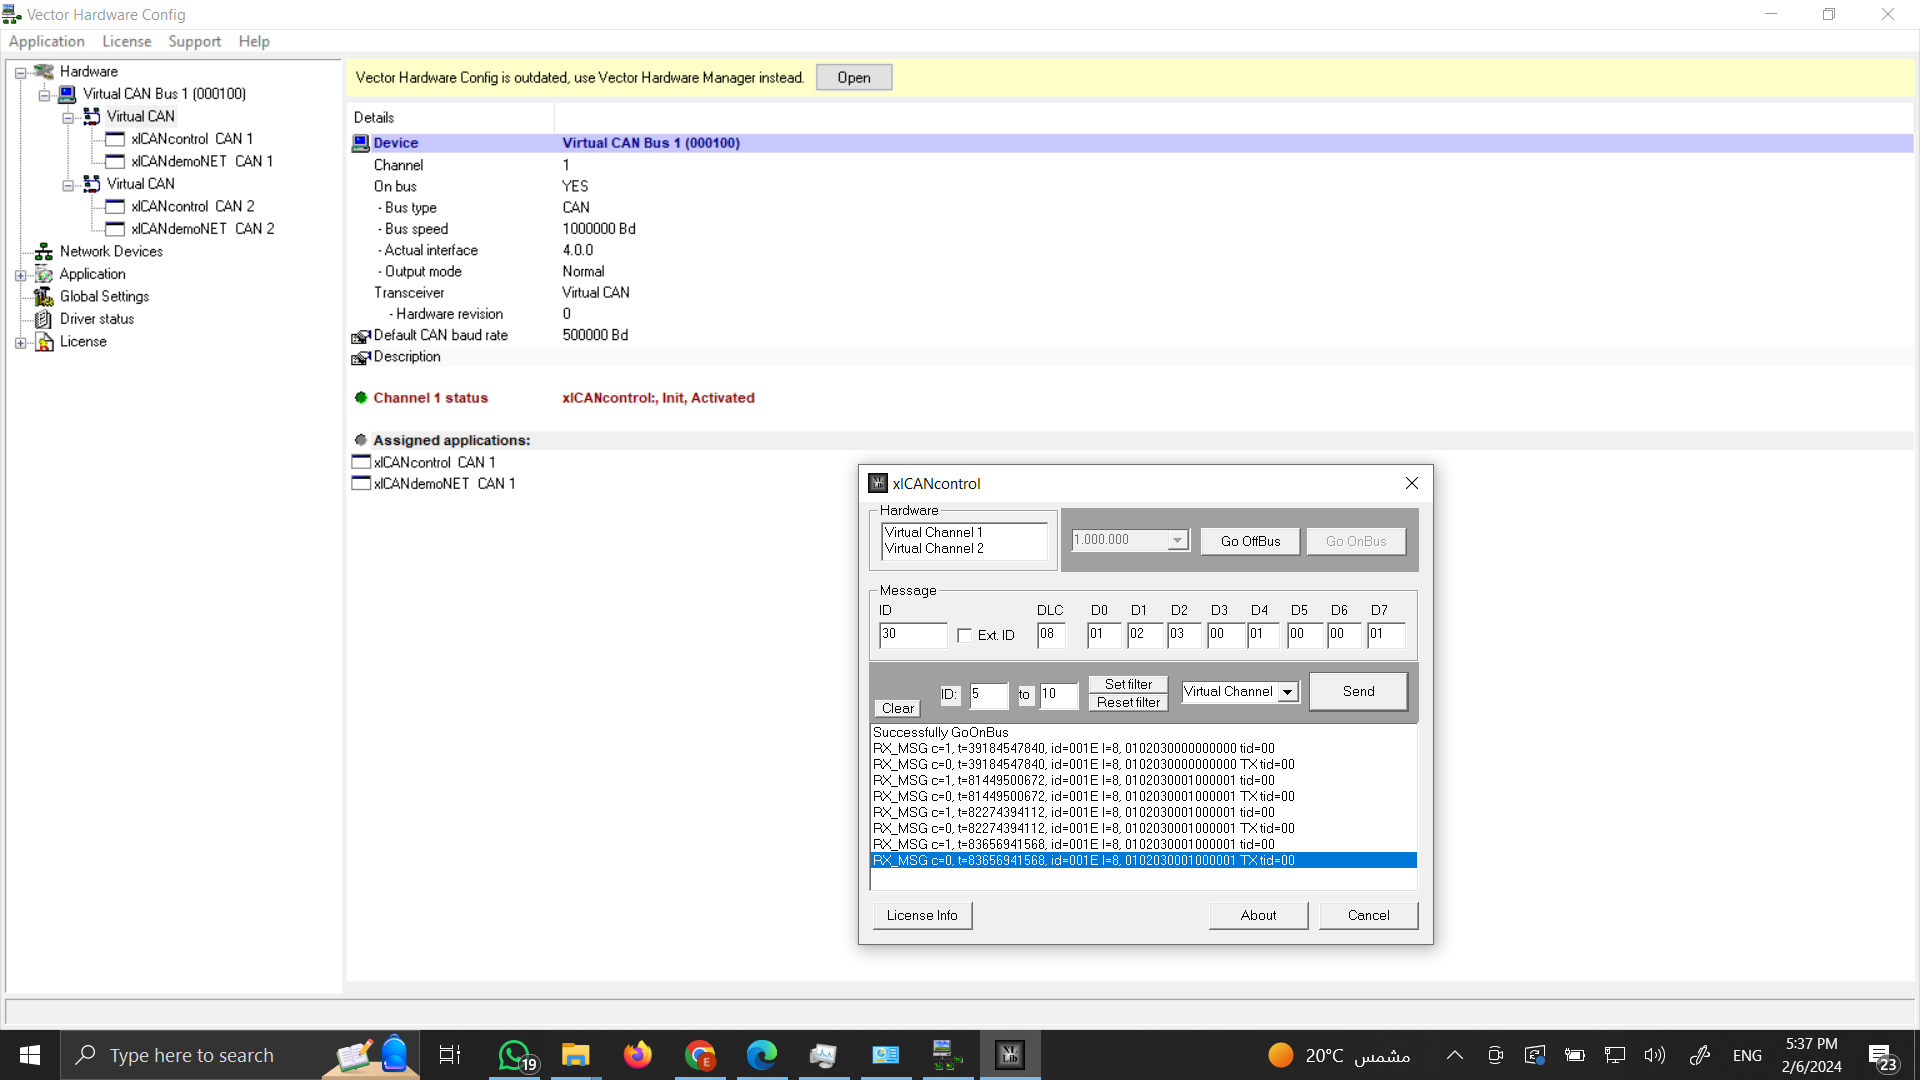 Vector Hardware Config
Application License Support Help
Hardware
Virtual CAN Bus 1 (000100)
Virtual CAN
xlCANcontrol CAN 1
xlCANdemoNET CAN 1
Virtual CAN
xlCANcontrol CAN 2
xlCANdemoNET CAN 2
Network Devices
Application
Global Settings
Driver status
License
Vector Hardware Config is outdated, use Vector Hardware Manager instead. Open
Details
Device Virtual CAN Bus 1 (000100)
Channel 1
On bus YES
- Bus type CAN
- Bus speed 1000000 Bd
- Actual interface 4.0.0
- Output mode Normal
Transceiver Virtual CAN
- Hardware revision 0
Default CAN baud rate 500000 Bd
Description
Channel 1 status xlCANcontrol:, Init, Activated
Assigned applications:
xlCANcontrol CAN 1
xlCANdemoNET CAN 1
xlCANcontrol
Hardware
Virtual Channel 1
Virtual Channel 2
1.000.000 Go OffBus Go OnBus
Message
ID DLC D0 D1 D2 D3 D4 D5 D6 D7
30 Ext. ID 08 01 02 03 00 01 00 00 01
Clear ID: 5 to 10 Set filter Reset filter Virtual Channel Send
Successfully GoOnBus
RX_MSG c=1, t=39184547840, id=001E l=8, 0102030000000000 tid=00
RX_MSG c=0, t=39184547840, id=001E l=8, 0102030000000000 TX tid=00
RX_MSG c=1, t=81449500672, id=001E l=8, 0102030001000001 tid=00
RX_MSG c=0, t=81449500672, id=001E l=8, 0102030001000001 TX tid=00
RX_MSG c=1, t=82274394112, id=001E l=8, 0102030001000001 tid=00
RX_MSG c=0, t=82274394112, id=001E l=8, 0102030001000001 TX tid=00
RX_MSG c=1, t=83656941568, id=001E l=8, 0102030001000001 tid=00
RX_MSG c=0, t=83656941568, id=001E l=8, 0102030001000001 TX tid=00
License Info About Cancel
Type here to search
19
E
XL Lib
20°C مشمس
ENG
5:37 PM
2/6/2024
23